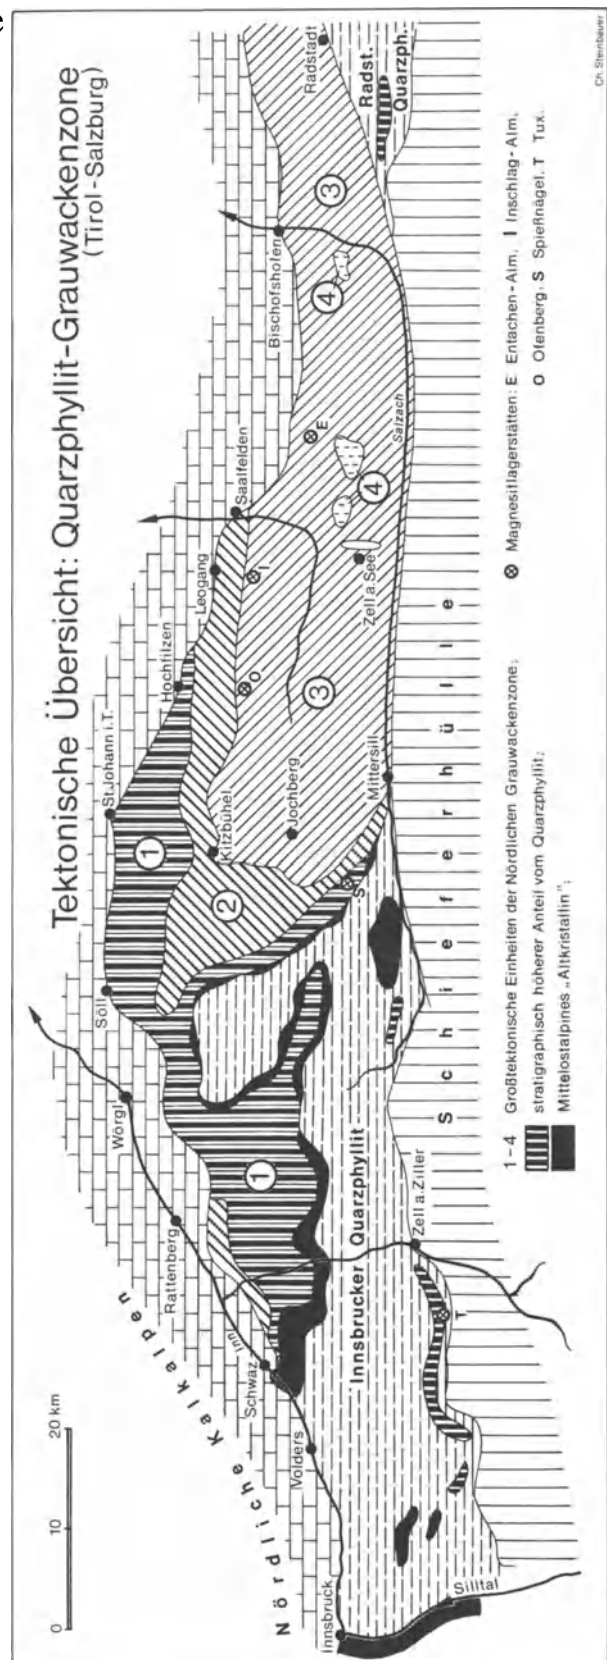 Tektonische Übersicht: Quarzphyllit-Grauwackenzone
(Tirol-Salzburg)
0 10 20 km
Nördliche Kalkalpen
Innsbruck
Volders
Schwaz
Inn
Rattenberg
Wörgl
Söll
St.Johann i.T.
Hochfilzen
Leogang
Saalfelden
Bischofshofen
Radstadt
Kitzbühel
Jochberg
Mittersill
Zell a.See
Salzach
Zell a.Ziller
Silltal
Innsbrucker Quarzphyllit
Radst.
Quarzph.
Schieferhülle
1
1
2
3
3
4
4
O
I
E
S
T
1-4 Großtektonische Einheiten der Nördlichen Grauwackenzone;
stratigraphisch höherer Anteil vom Quarzphyllit;
Mittelostalpines „Altkristallin";
Magnesitlagerstätten: E Entachen-Alm, I Inschlag-Alm,
O Ofenberg, S Spießnägel, T Tux.
Ch. Steinbauer